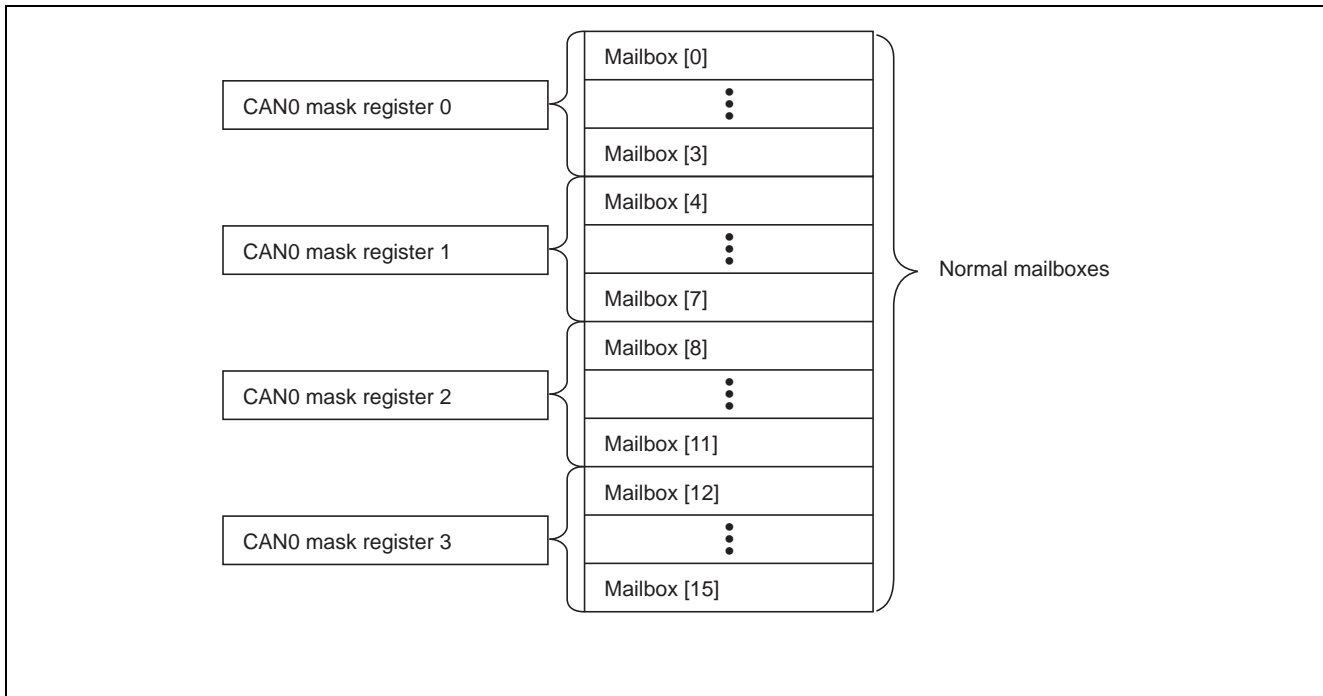 Mailbox [0]
CAN0 mask register 0
Mailbox [3]
Mailbox [4]
CAN0 mask register 1
Mailbox [7]
Normal mailboxes
Mailbox [8]
CAN0 mask register 2
Mailbox [11]
Mailbox [12]
CAN0 mask register 3
Mailbox [15]